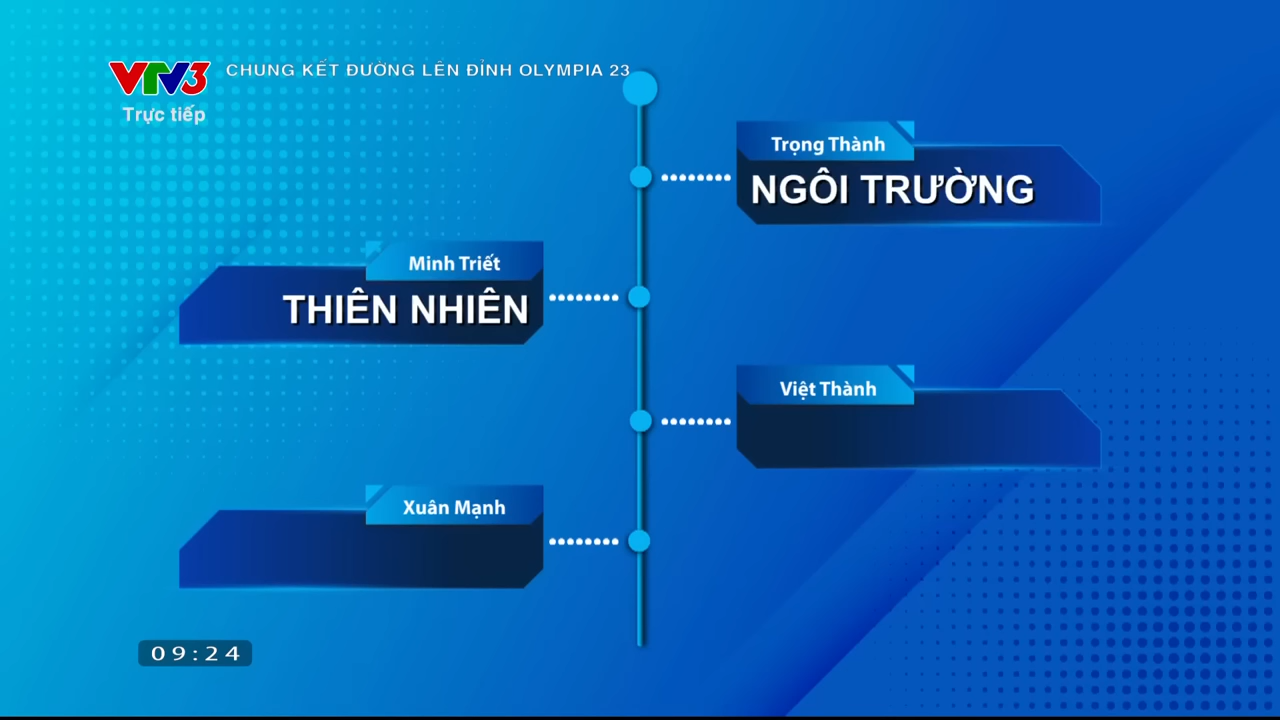 VTV3 CHUNG KẾT ĐƯỜNG LÊN ĐỈNH OLYMPIA 23
Trực tiếp
Trọng Thành
NGÔI TRƯỜNG
Minh Triết
THIÊN NHIÊN
Việt Thành
Xuân Mạnh
09:24